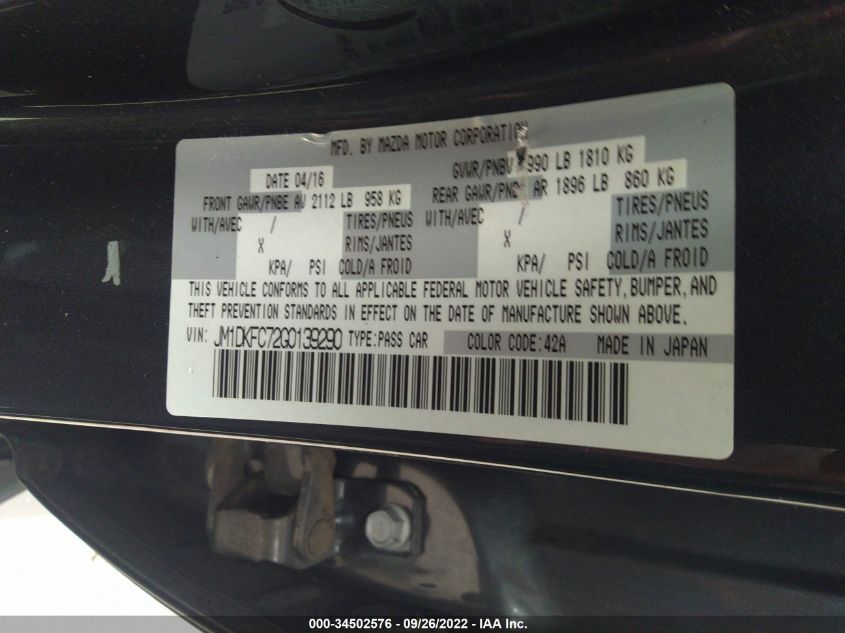 MFD. BY MAZDA MOTOR CORPORATION
DATE 04/16 GVWR/PNBV 990 LB 1810 KG
FRONT GAWR/PNBE AV 2112 LB 958 KG REAR GAWR/PNBE AR 1896 LB 860 KG
WITH/AVEC / TIRES/PNEUS WITH/AVEC / TIRES/PNEUS
X RIMS/JANTES X RIMS/JANTES
KPA/ PSI COLD/A FROID KPA/ PSI COLD/A FROID
THIS VEHICLE CONFORMS TO ALL APPLICABLE FEDERAL MOTOR VEHICLE SAFETY, BUMPER, AND
THEFT PREVENTION STANDARDS IN EFFECT ON THE DATE OF MANUFACTURE SHOWN ABOVE.
VIN: JM1DKFC72G0139290 TYPE:PASS CAR COLOR CODE:42A MADE IN JAPAN
000-34502576 - 09/26/2022 - IAA Inc.